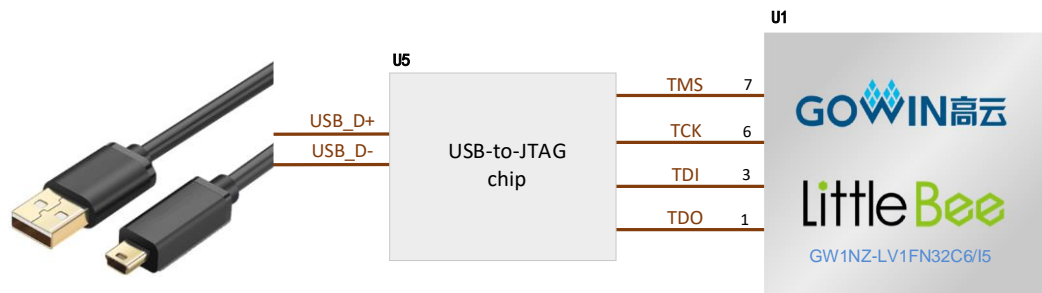 U1
U5
USB_D+
USB_D-
USB-to-JTAG
chip
TMS 7
TCK 6
TDI 3
TDO 1
GOWIN高云
LittleBee
GW1NZ-LV1FN32C6/I5